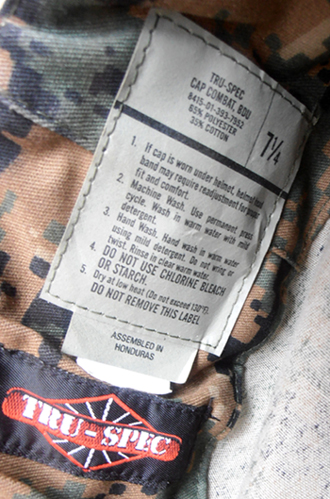 TRU-SPEC
CAP COMBAT, BDU
8415-01-393-7952
65% POLYESTER
35% COTTON
7¼
1. If cap is worn under helmet, helmet head
band may require readjustment for proper
fit and comfort.
2. Machine Wash. Use permanent press
cycle. Wash in warm water with mild
detergent.
3. Hand Wash. Hand wash in warm water
using mild detergent. Do not wring or
twist. Rinse in clear warm water.
4. DO NOT USE CHLORINE BLEACH
OR STARCH.
5. Dry at low heat (Do not exceed 130°F).
DO NOT REMOVE THIS LABEL
ASSEMBLED IN
HONDURAS
TRU-SPEC